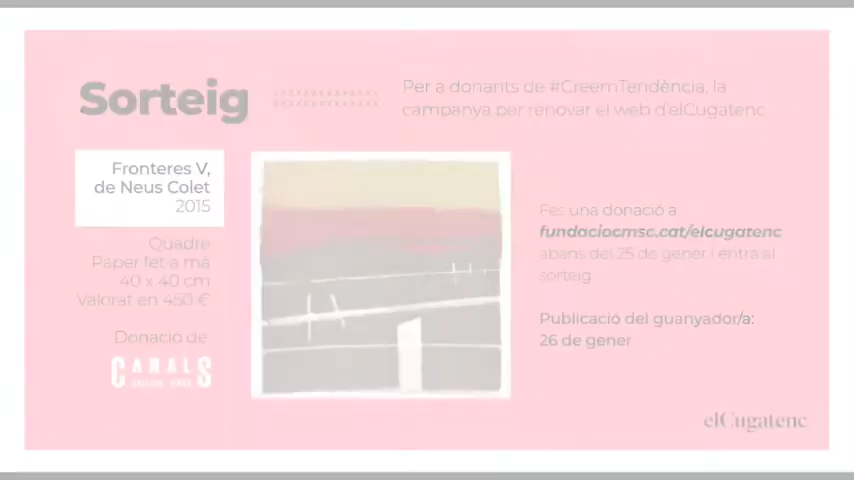 Sorteig
Per a donants de #CreemTendència, la
campanya per renovar el web d'elCugatenc
Fronteres V,
de Neus Colet
2015
Quadre
Paper fet a mà
40 x 40 cm
Valorat en 450 €
Donació de:
CANALS
Fes una donació a
fundaciocmsc.cat/elcugatenc
abans del 25 de gener i entra al
sorteig
Publicació del guanyador/a:
26 de gener
elCugatenc